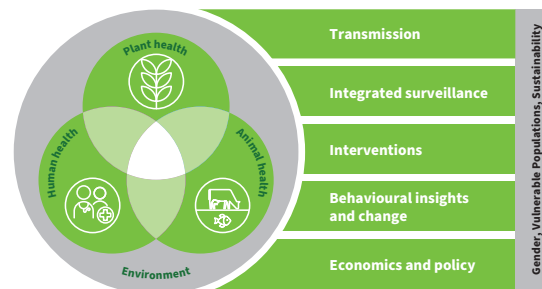 Plant health
Human health
Animal health
Environment
Transmission
Integrated surveillance
Interventions
Behavioural insights
and change
Economics and policy
Gender, Vulnerable Populations, Sustainability